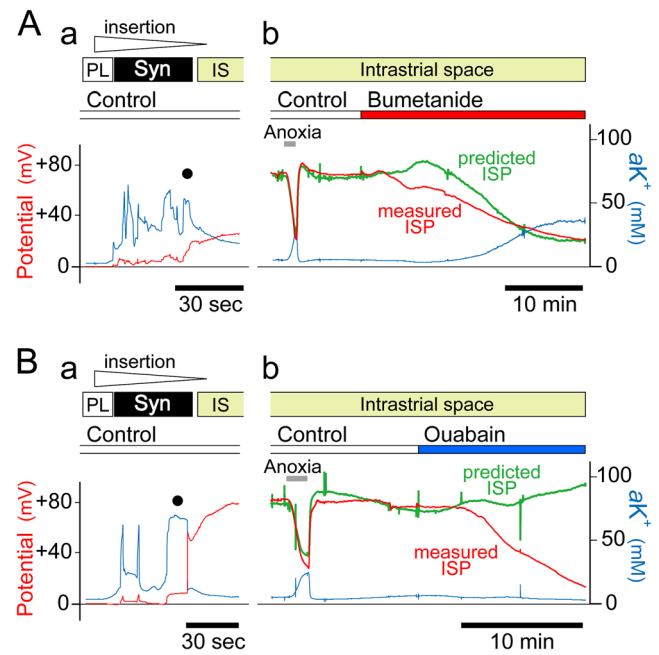 A
a
insertion
PL Syn IS
Control
Potential (mV)
+80
+40
0
30 sec
b
Intrastrial space
Control Bumetanide
Anoxia
predicted
ISP
measured
ISP
100
50
0
aK+ (mM)
10 min
B
a
insertion
PL Syn IS
Control
Potential (mV)
+80
+40
0
30 sec
b
Intrastrial space
Control Ouabain
Anoxia
predicted
ISP
measured
ISP
100
50
0
aK+ (mM)
10 min